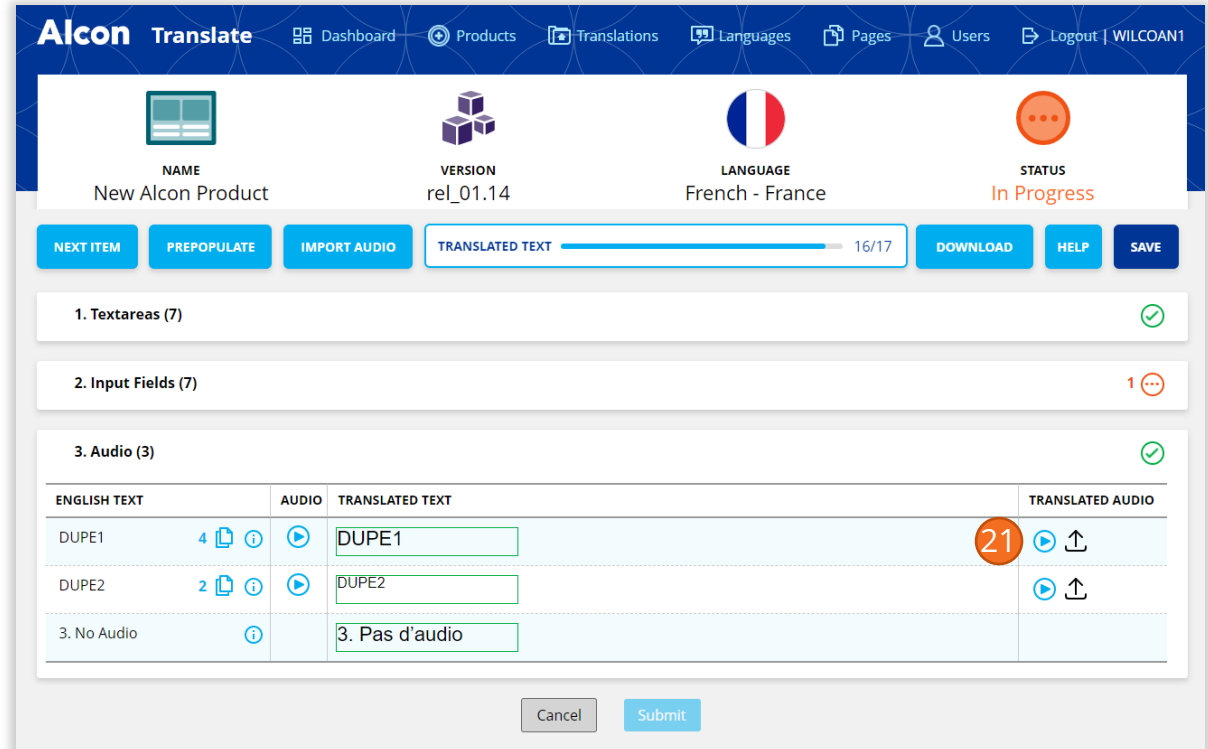 Alcon Translate Dashboard Products Translations Languages Pages Users Logout | WILCOAN1
NAME VERSION LANGUAGE STATUS
New Alcon Product rel_01.14 French - France In Progress
NEXT ITEM PREPOPULATE IMPORT AUDIO TRANSLATED TEXT 16/17 DOWNLOAD HELP SAVE
1. Textareas (7)
2. Input Fields (7) 1
3. Audio (3)
ENGLISH TEXT AUDIO TRANSLATED TEXT TRANSLATED AUDIO
DUPE1 4 DUPE1 21
DUPE2 2 DUPE2
3. No Audio 3. Pas d’audio
Cancel Submit